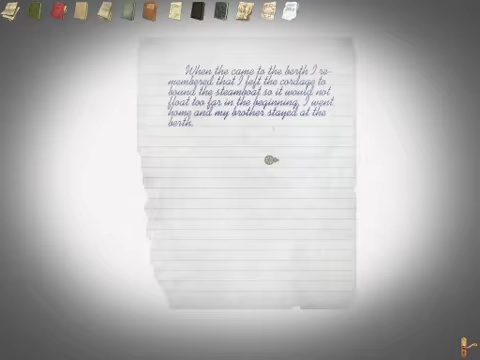 When the came to the berth I re-
membered that I left the cordage to
bound the steamboat so it would not
float too far in the beginning, I went
home and my brother stayed at the
berth.